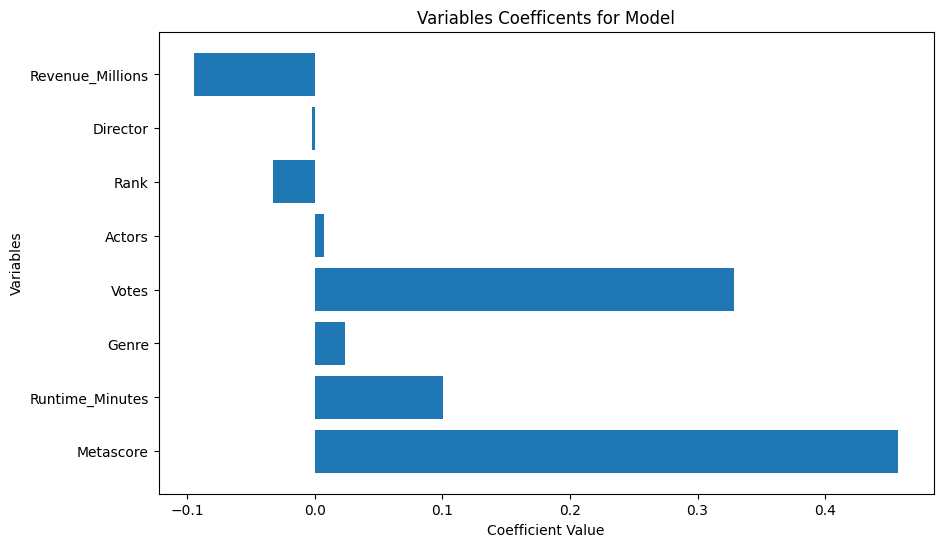 Variables Coefficents for Model
Revenue_Millions
Director
Rank
Actors
Votes
Genre
Runtime_Minutes
Metascore
Variables
−0.1 0.0 0.1 0.2 0.3 0.4
Coefficient Value